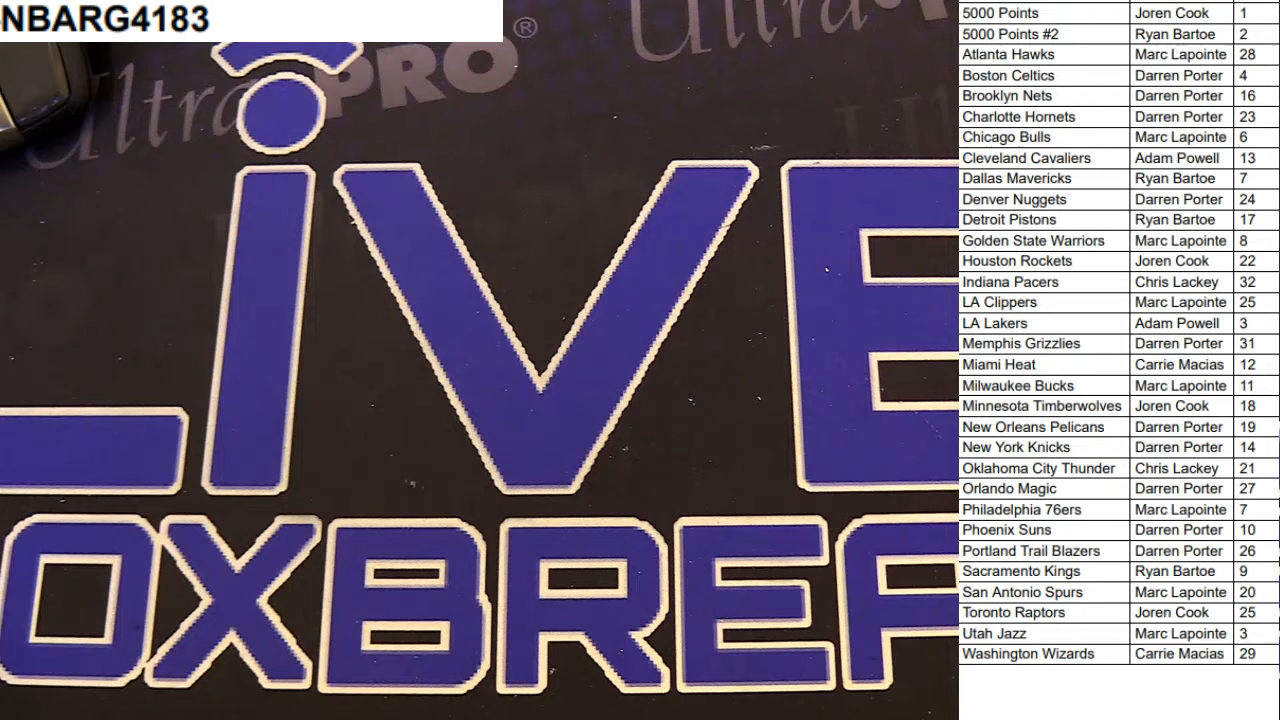 NBARG4183
Ultra PRO®
Ultra
LiVE
OXBREA
5000 Points Joren Cook 1
5000 Points #2 Ryan Bartoe 2
Atlanta Hawks Marc Lapointe 28
Boston Celtics Darren Porter 4
Brooklyn Nets Darren Porter 16
Charlotte Hornets Darren Porter 23
Chicago Bulls Marc Lapointe 6
Cleveland Cavaliers Adam Powell 13
Dallas Mavericks Ryan Bartoe 7
Denver Nuggets Darren Porter 24
Detroit Pistons Ryan Bartoe 17
Golden State Warriors Marc Lapointe 8
Houston Rockets Joren Cook 22
Indiana Pacers Chris Lackey 32
LA Clippers Marc Lapointe 25
LA Lakers Adam Powell 3
Memphis Grizzlies Darren Porter 31
Miami Heat Carrie Macias 12
Milwaukee Bucks Marc Lapointe 11
Minnesota Timberwolves Joren Cook 18
New Orleans Pelicans Darren Porter 19
New York Knicks Darren Porter 14
Oklahoma City Thunder Chris Lackey 21
Orlando Magic Darren Porter 27
Philadelphia 76ers Marc Lapointe 7
Phoenix Suns Darren Porter 10
Portland Trail Blazers Darren Porter 26
Sacramento Kings Ryan Bartoe 9
San Antonio Spurs Marc Lapointe 20
Toronto Raptors Joren Cook 25
Utah Jazz Marc Lapointe 3
Washington Wizards Carrie Macias 29